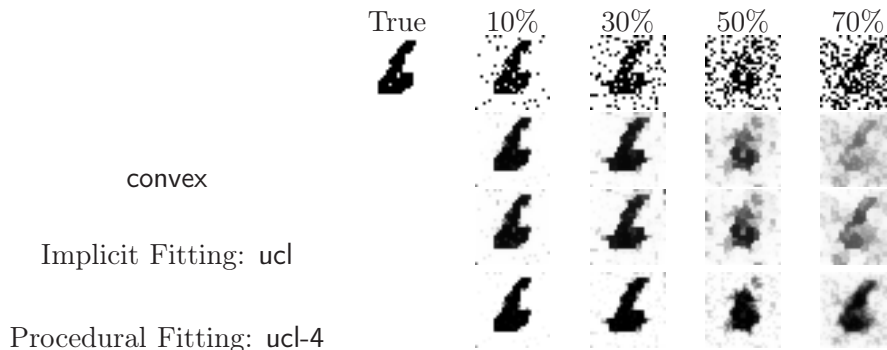 True 10% 30% 50% 70%
convex
Implicit Fitting: ucl
Procedural Fitting: ucl-4